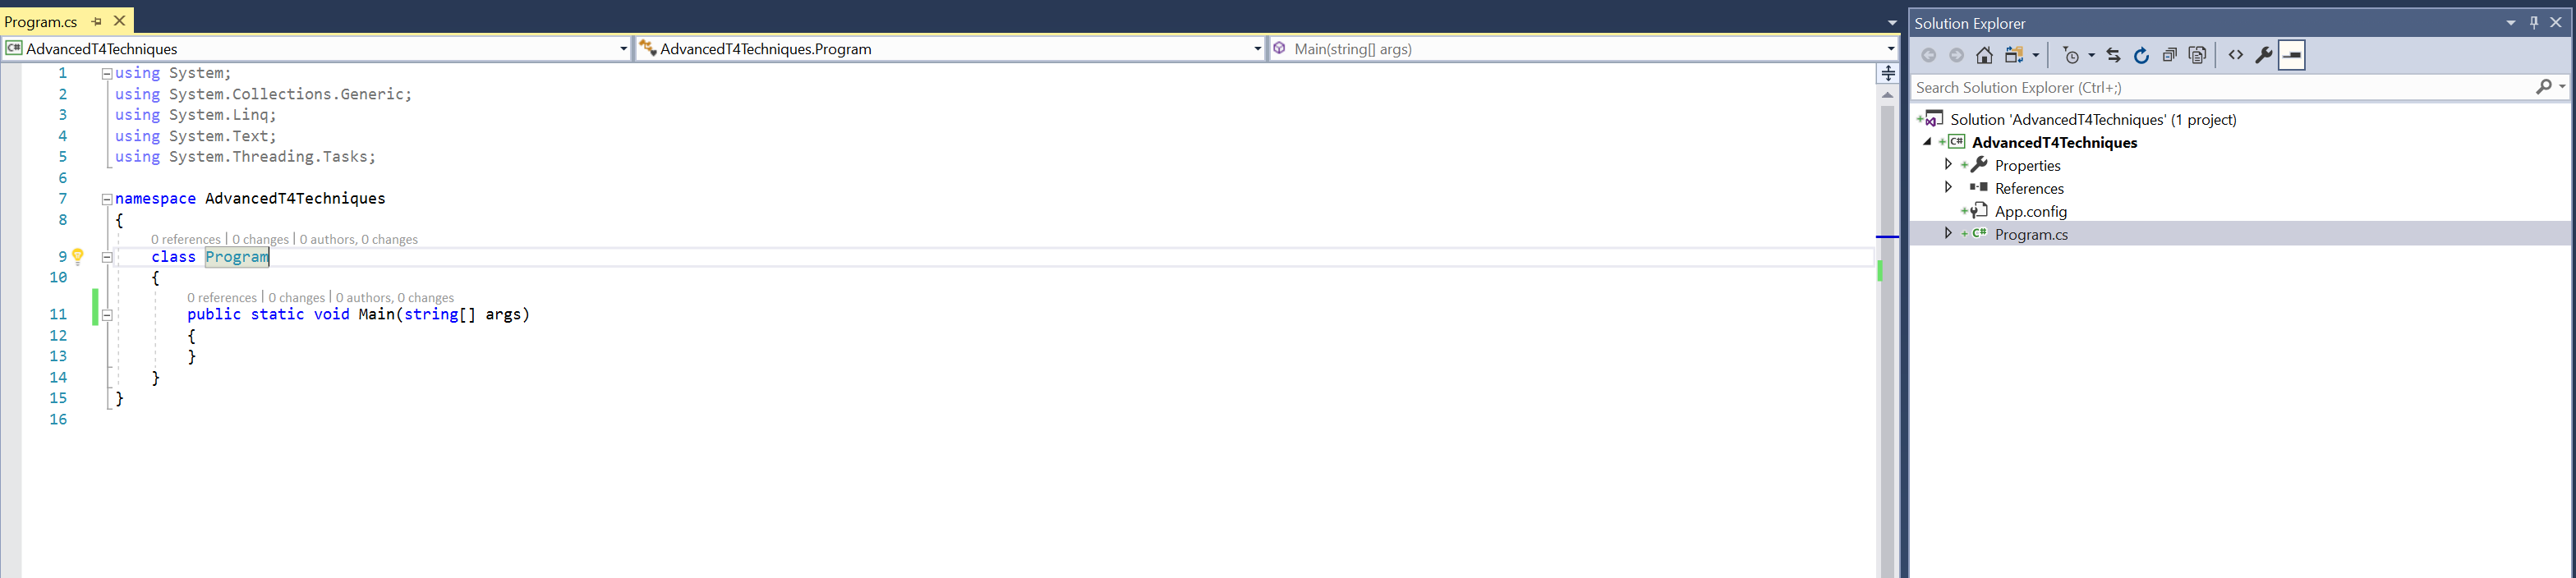 Program.cs
AdvancedT4Techniques
AdvancedT4Techniques.Program
Main(string[] args)
1 using System;
2 using System.Collections.Generic;
3 using System.Linq;
4 using System.Text;
5 using System.Threading.Tasks;
6
7 namespace AdvancedT4Techniques
8 {
0 references | 0 changes | 0 authors, 0 changes
9 class Program
10 {
0 references | 0 changes | 0 authors, 0 changes
11 public static void Main(string[] args)
12 {
13 }
14 }
15 }
16
Solution Explorer
Search Solution Explorer (Ctrl+;)
Solution 'AdvancedT4Techniques' (1 project)
C# AdvancedT4Techniques
Properties
References
App.config
C# Program.cs